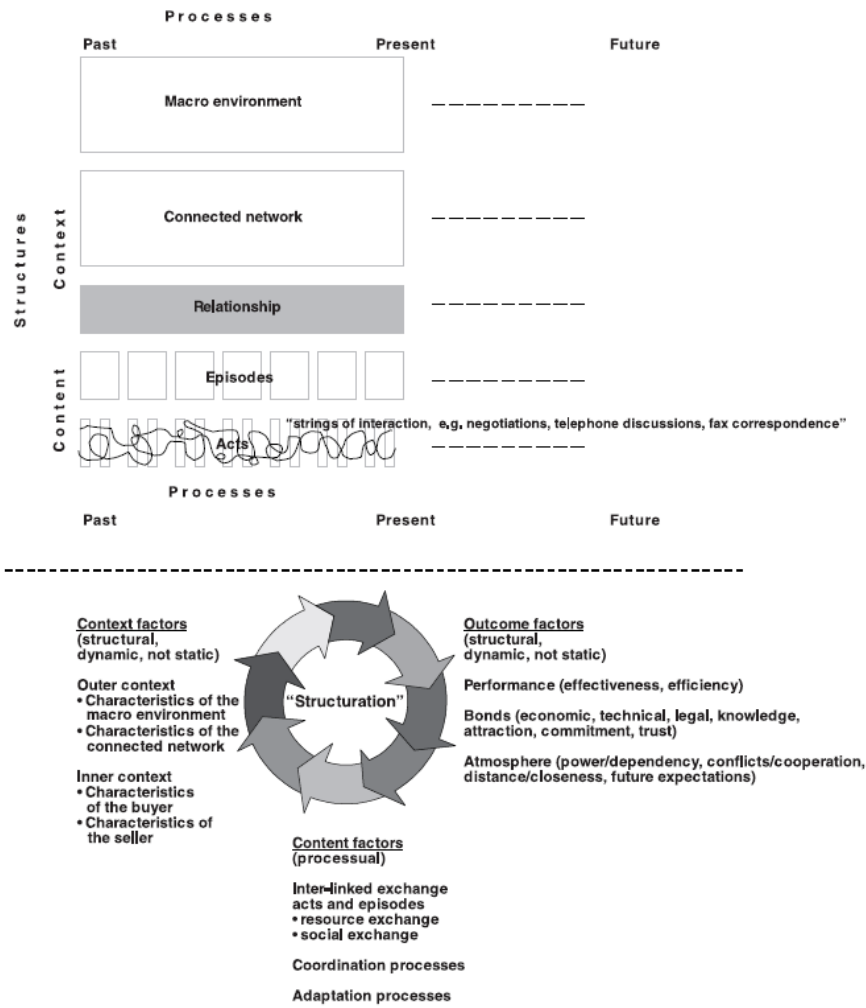 Processes
Past Present Future
Macro environment
Structures
Context
Connected network
Relationship
Content
Episodes
"strings of interaction, e.g. negotiations, telephone discussions, fax correspondence"
Acts
Processes
Past Present Future
Context factors
(structural,
dynamic, not static)
Outer context
• Characteristics of the
macro environment
• Characteristics of the
connected network
Inner context
• Characteristics
of the buyer
• Characteristics of
the seller
"Structuration"
Outcome factors
(structural,
dynamic, not static)
Performance (effectiveness, efficiency)
Bonds (economic, technical, legal, knowledge,
attraction, commitment, trust)
Atmosphere (power/dependency, conflicts/cooperation,
distance/closeness, future expectations)
Content factors
(processual)
Inter-linked exchange
acts and episodes
• resource exchange
• social exchange
Coordination processes
Adaptation processes